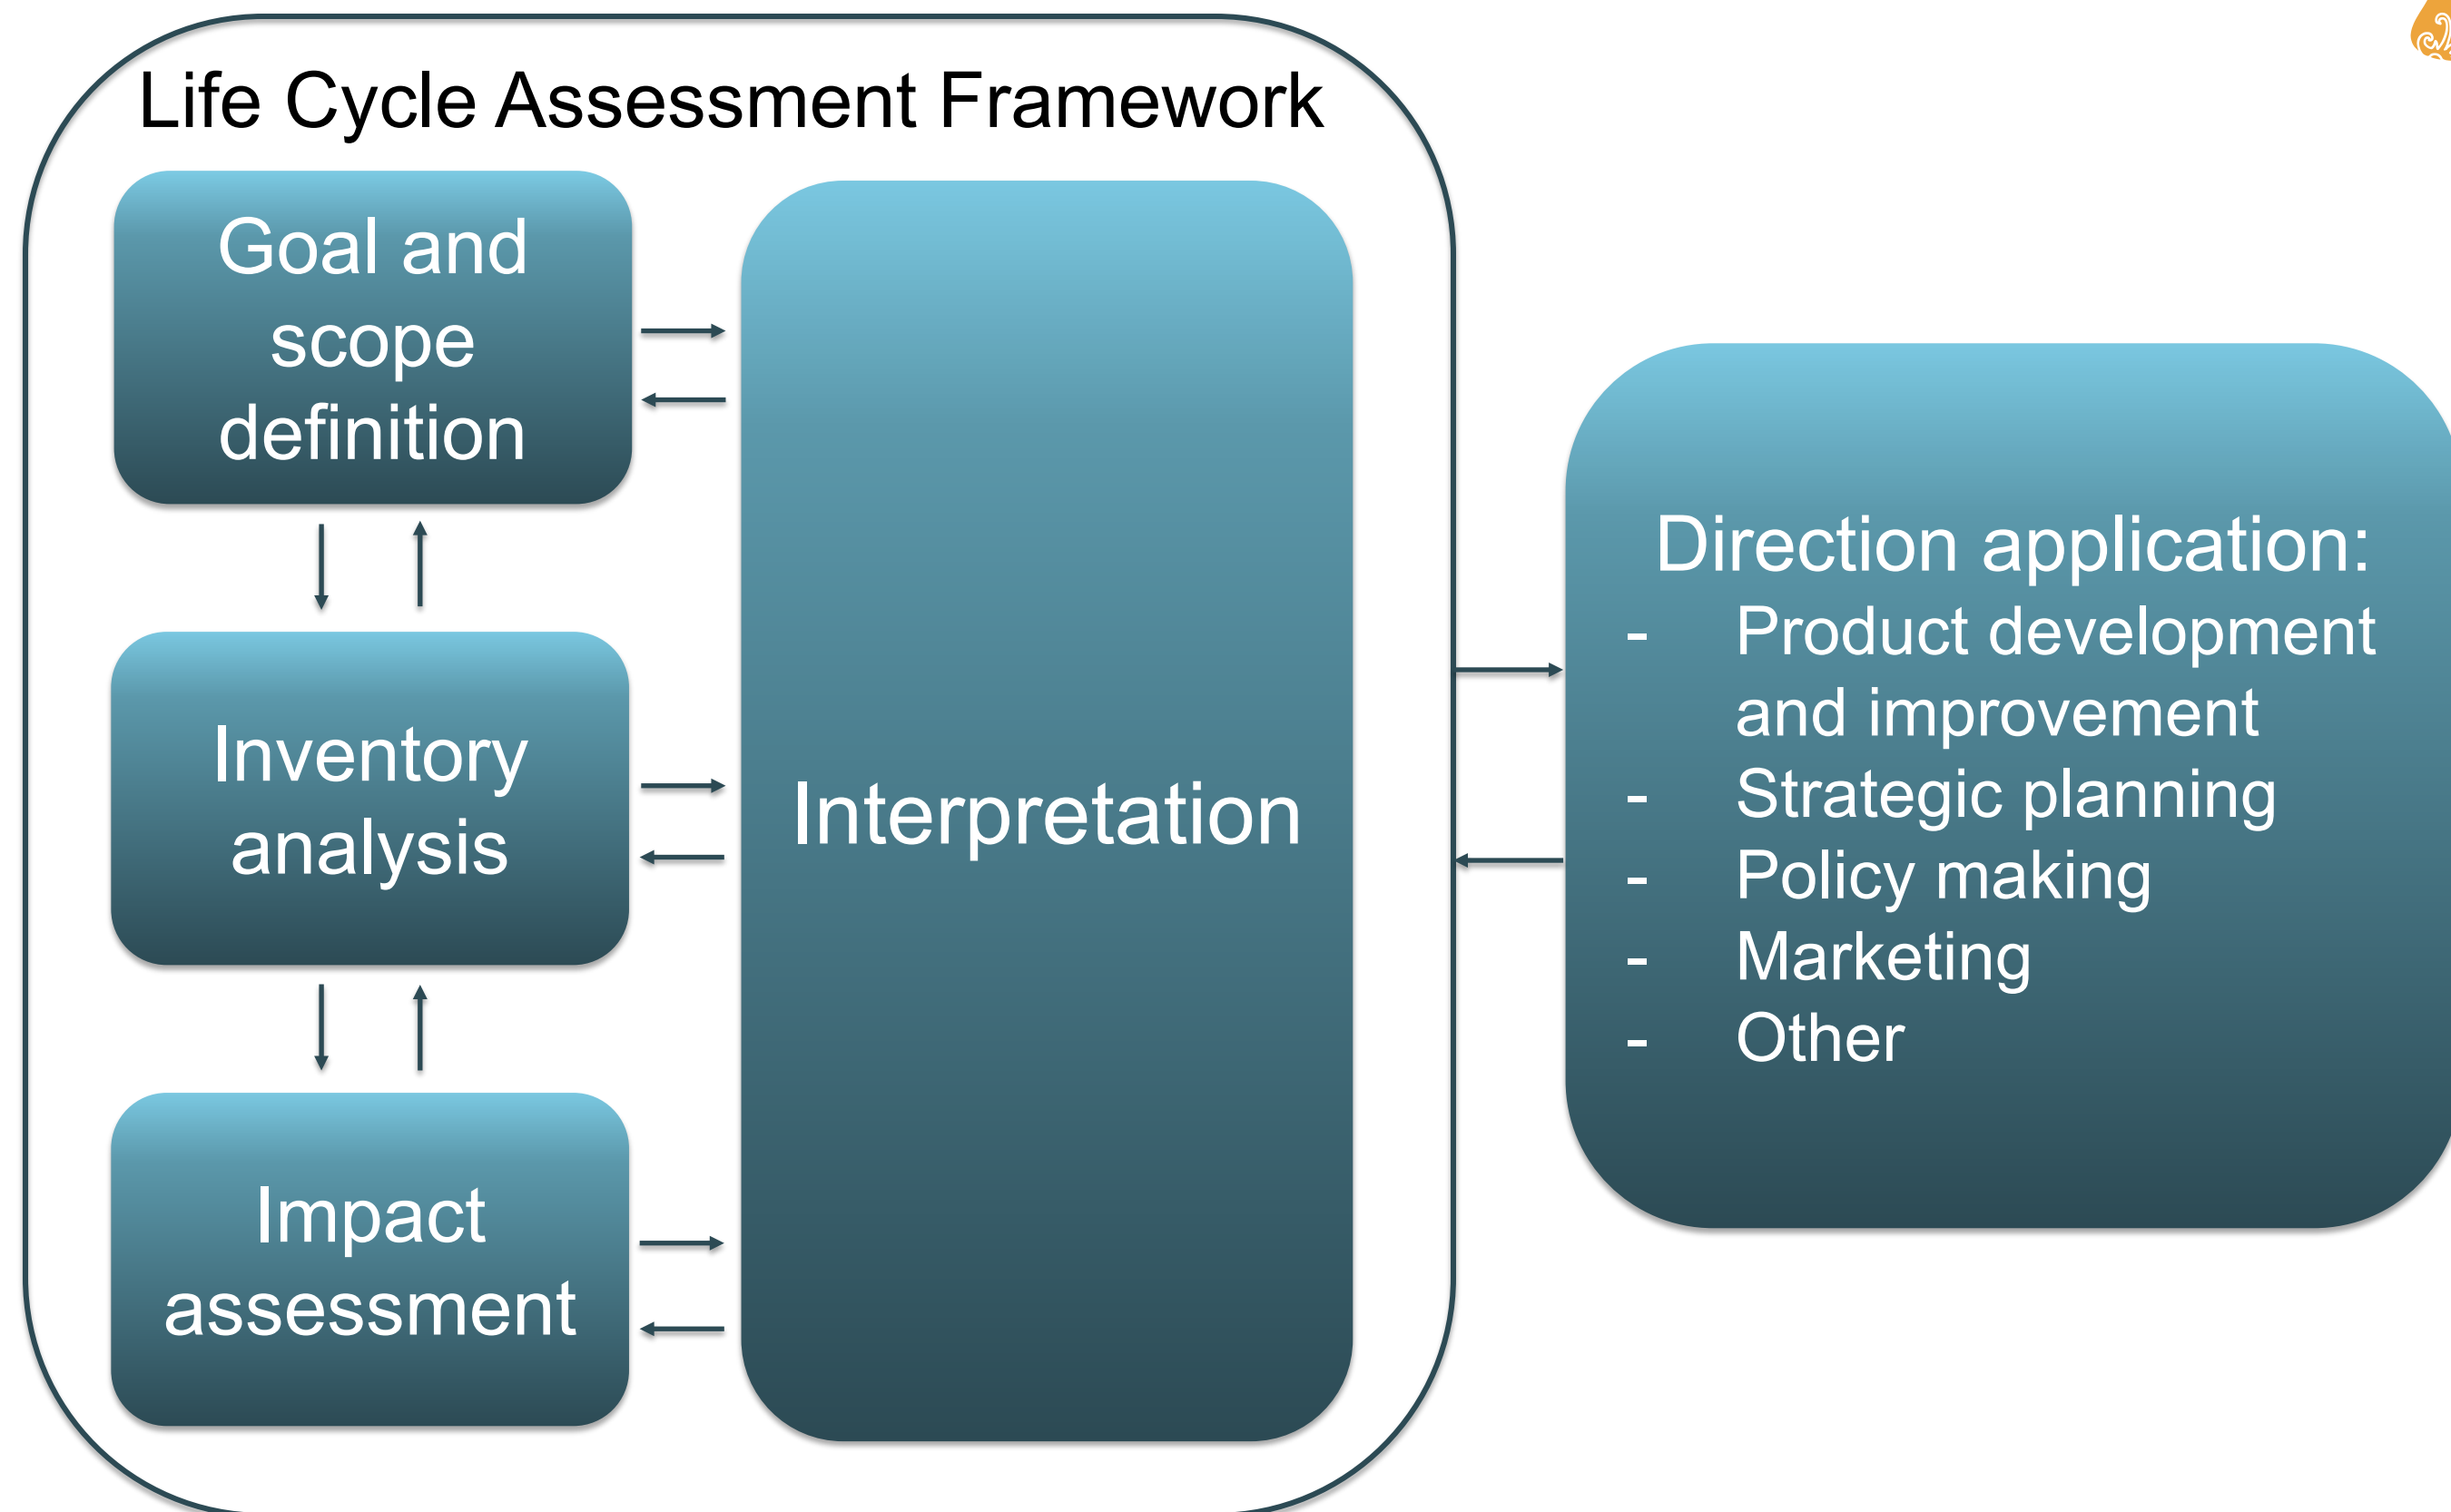 Life Cycle Assessment Framework
Goal and
scope
definition
Inventory
analysis
Impact
assessment
Interpretation
Direction application:
- Product development
and improvement
- Strategic planning
- Policy making
- Marketing
- Other